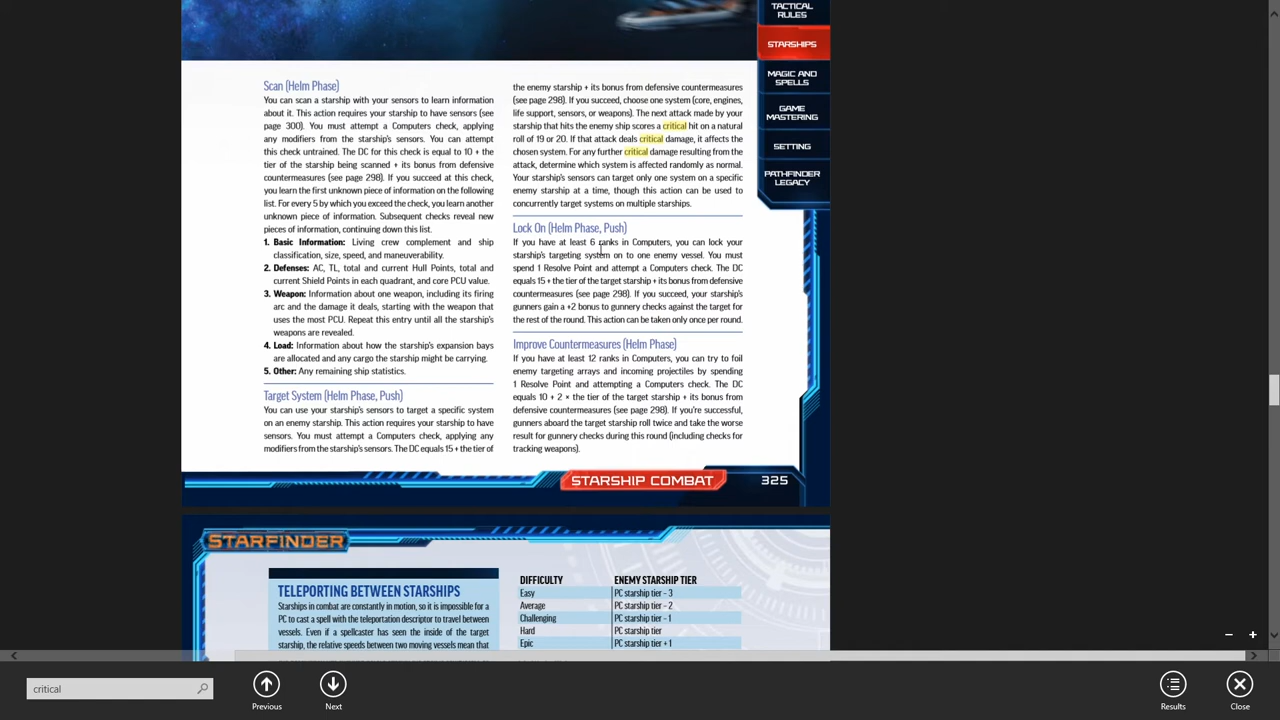 TACTICAL
RULES
STARSHIPS
MAGIC AND
SPELLS
GAME
MASTERING
SETTING
PATHFINDER
LEGACY
Scan (Helm Phase)
You can scan a starship with your sensors to learn information
about it. This action requires your starship to have sensors (see
page 300). You must attempt a Computers check, applying
any modifiers from the starship's sensors. You can attempt
this check untrained. The DC for this check is equal to 10 + the
tier of the starship being scanned + its bonus from defensive
countermeasures (see page 298). If you succeed at this check,
you learn the first unknown piece of information on the following
list. For every 5 by which you exceed the check, you learn another
unknown piece of information. Subsequent checks reveal new
pieces of information, continuing down this list.
1. Basic Information: Living crew complement and ship
classification, size, speed, and maneuverability.
2. Defenses: AC, TL, total and current Hull Points, total and
current Shield Points in each quadrant, and core PCU value.
3. Weapon: Information about one weapon, including its firing
arc and the damage it deals, starting with the weapon that
uses the most PCU. Repeat this entry until all the starship's
weapons are revealed.
4. Load: Information about how the starship's expansion bays
are allocated and any cargo the starship might be carrying.
5. Other: Any remaining ship statistics.
Target System (Helm Phase, Push)
You can use your starship's sensors to target a specific system
on an enemy starship. This action requires your starship to have
sensors. You must attempt a Computers check, applying any
modifiers from the starship's sensors. The DC equals 15 + the tier of
the enemy starship + its bonus from defensive countermeasures
(see page 298). If you succeed, choose one system (core, engines,
life support, sensors, or weapons). The next attack made by your
starship that hits the enemy ship scores a critical hit on a natural
roll of 19 or 20. If that attack deals critical damage, it affects the
chosen system. For any further critical damage resulting from the
attack, determine which system is affected randomly as normal.
Your starship's sensors can target only one system on a specific
enemy starship at a time, though this action can be used to
concurrently target systems on multiple starships.
Lock On (Helm Phase, Push)
If you have at least 6 ranks in Computers, you can lock your
starship's targeting system on to one enemy vessel. You must
spend 1 Resolve Point and attempt a Computers check. The DC
equals 15 + the tier of the target starship + its bonus from defensive
countermeasures (see page 298). If you succeed, your starship's
gunners gain a +2 bonus to gunnery checks against the target for
the rest of the round. This action can be taken only once per round.
Improve Countermeasures (Helm Phase)
If you have at least 12 ranks in Computers, you can try to foil
enemy targeting arrays and incoming projectiles by spending
1 Resolve Point and attempting a Computers check. The DC
equals 10 + 2 × the tier of the target starship + its bonus from
defensive countermeasures (see page 298). If you're successful,
gunners aboard the target starship roll twice and take the worse
result for gunnery checks during this round (including checks for
tracking weapons).
STARSHIP COMBAT 325
STARFINDER
TELEPORTING BETWEEN STARSHIPS
Starships in combat are constantly in motion, so it is impossible for a
PC to cast a spell with the teleportation descriptor to travel between
vessels. Even if a spellcaster has seen the inside of the target
starship, the relative speeds between two moving vessels mean that
DIFFICULTY ENEMY STARSHIP TIER
Easy PC starship tier – 3
Average PC starship tier – 2
Challenging PC starship tier – 1
Hard PC starship tier
Epic PC starship tier + 1
critical
Previous
Next
Results
Close